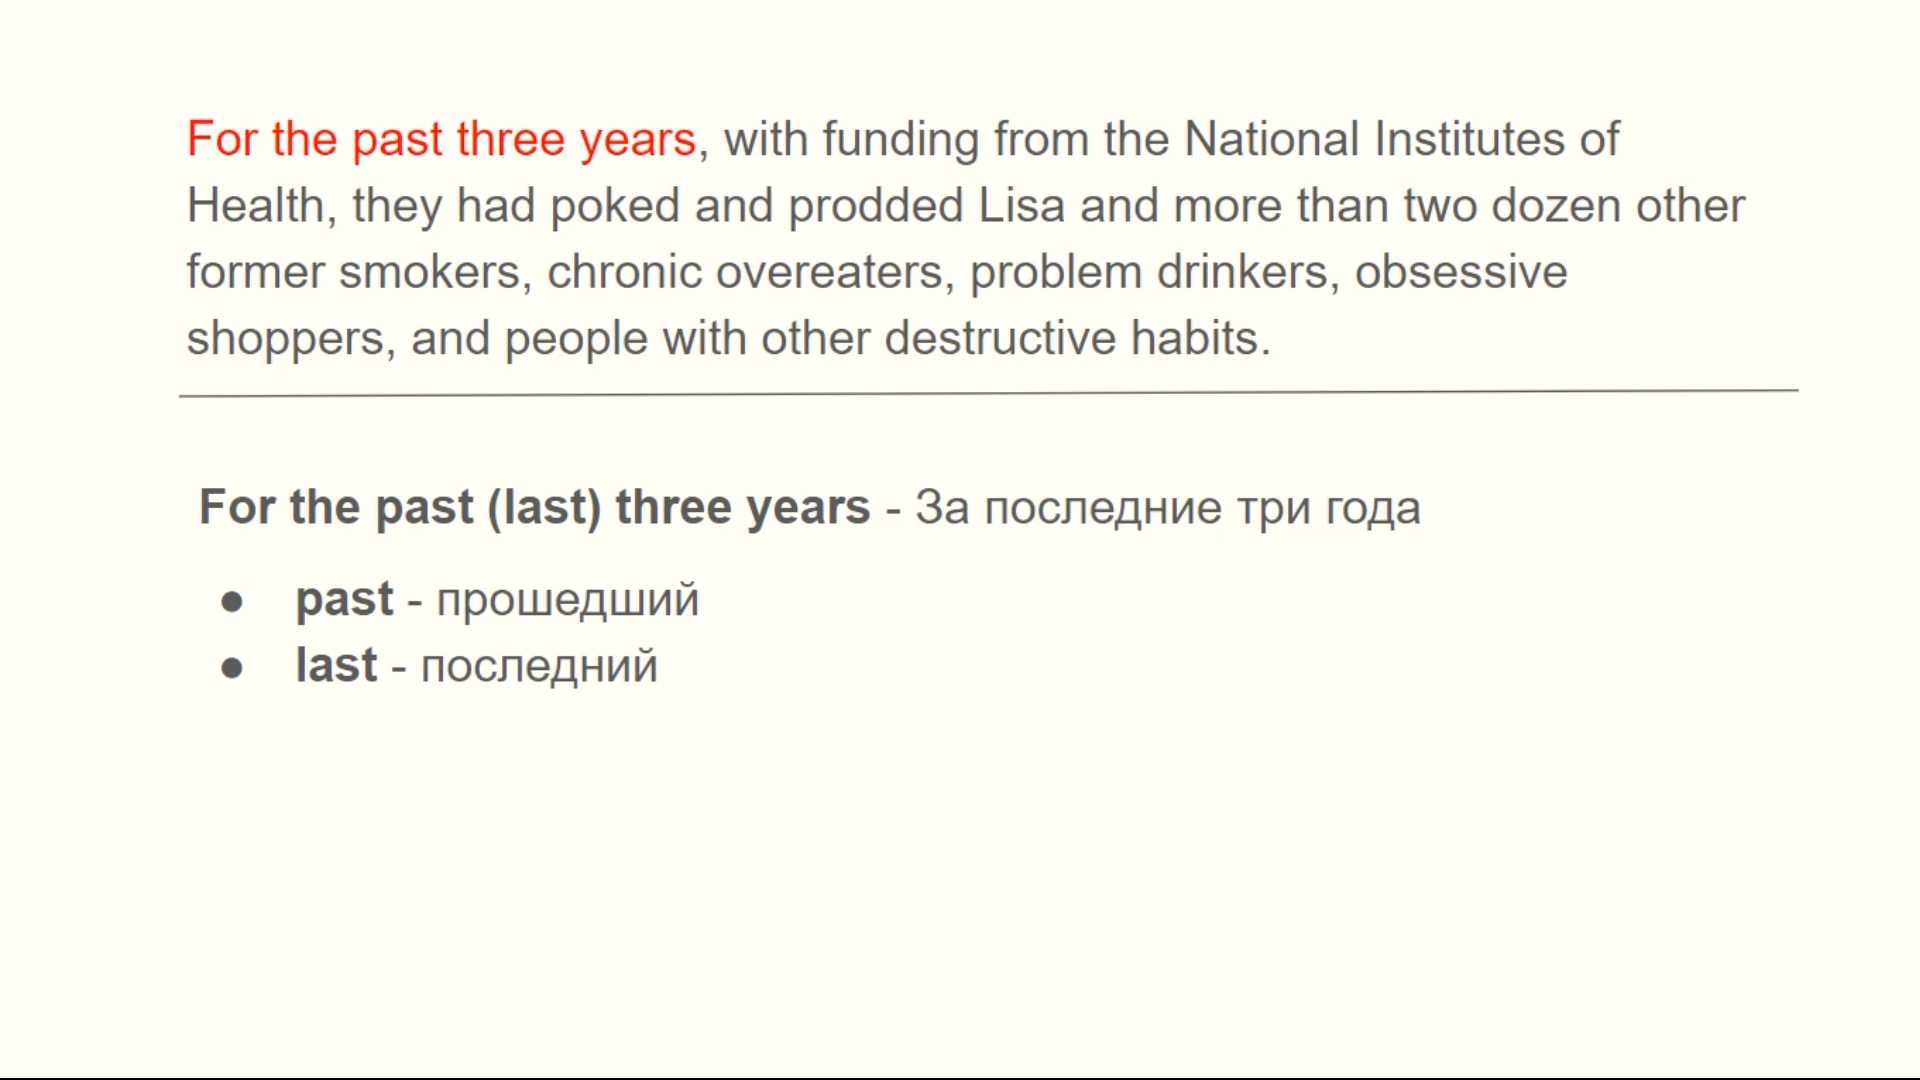 For the past three years, with funding from the National Institutes of
Health, they had poked and prodded Lisa and more than two dozen other
former smokers, chronic overeaters, problem drinkers, obsessive
shoppers, and people with other destructive habits.
For the past (last) three years - За последние три года
● past - прошедший
● last - последний